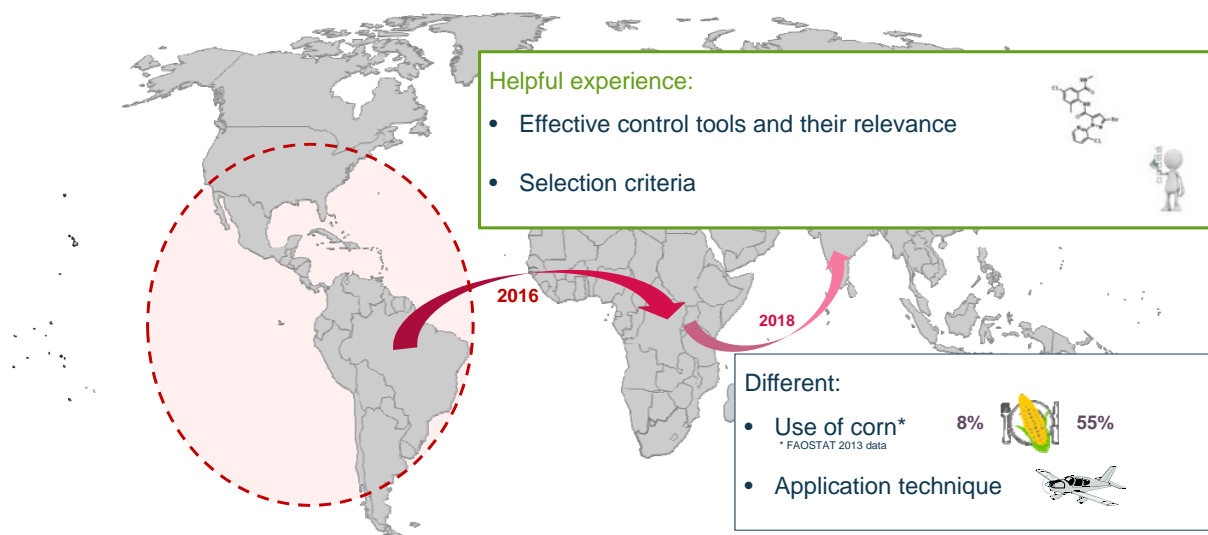 Helpful experience:
• Effective control tools and their relevance
• Selection criteria
2016
2018
Different:
• Use of corn*
* FAOSTAT 2013 data
8%
55%
• Application technique